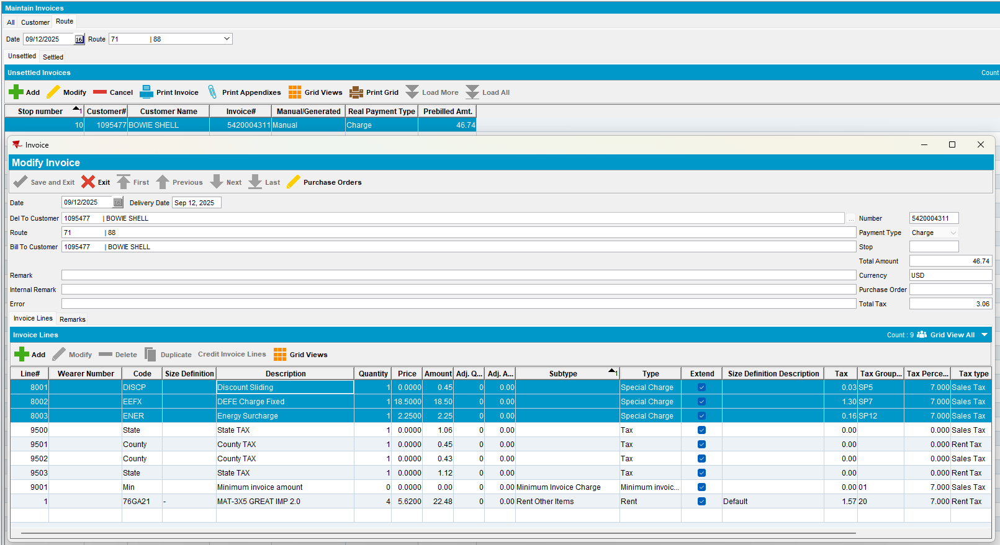 Maintain Invoices
All Customer Route
Date 09/12/2025 16 Route 71 | 88
Unsettled Settled
Unsettled Invoices Count
Add Modify Cancel Print Invoice Print Appendixes Grid Views Print Grid Load More Load All
Stop number 1 Customer# Customer Name Invoice# Manual/Generated Real Payment Type Prebilled Amt.
10 1095477 BOWIE SHELL 5420004311 Manual Charge 46.74
Invoice
Modify Invoice
Save and Exit Exit First Previous Next Last Purchase Orders
Date 09/12/2025 16 Delivery Date Sep 12, 2025
Del To Customer 1095477 | BOWIE SHELL ... Number 5420004311
Route 71 | 88 Payment Type Charge
Bill To Customer 1095477 | BOWIE SHELL Stop
Total Amount 46.74
Remark Currency USD
Internal Remark Purchase Order
Error Total Tax 3.06
Invoice Lines Remarks
Invoice Lines Count : 9 Grid View All
Add Modify Delete Duplicate Credit Invoice Lines Grid Views
Line# Wearer Number Code Size Definition Description Quantity Price Amount Adj. Q... Adj. A... Subtype 1 Type Extend Size Definition Description Tax Tax Group... Tax Perce... Tax type
8001 DISCP Discount Sliding 1 0.0000 0.45 0 0.00 Special Charge 0.03 SP5 7.000 Sales Tax
8002 EEFX DEFE Charge Fixed 1 18.5000 18.50 0 0.00 Special Charge 1.30 SP7 7.000 Sales Tax
8003 ENER Energy Surcharge 1 2.2500 2.25 0 0.00 Special Charge 0.16 SP12 7.000 Sales Tax
9500 State State TAX 1 0.0000 1.06 0 0.00 Tax 0.00 0.000 Sales Tax
9501 County County TAX 1 0.0000 0.45 0 0.00 Tax 0.00 0.000 Rent Tax
9502 County County TAX 1 0.0000 0.43 0 0.00 Tax 0.00 0.000 Sales Tax
9503 State State TAX 1 0.0000 1.12 0 0.00 Tax 0.00 0.000 Rent Tax
9001 Min Minimum invoice amount 0 0.0000 0.00 0 0.00 Minimum Invoice Charge Minimum invoic... 0.00 01 7.000 Sales Tax
1 76GA21 - MAT-3X5 GREAT IMP 2.0 4 5.6200 22.48 0 0.00 Rent Other Items Rent Default 1.57 20 7.000 Rent Tax